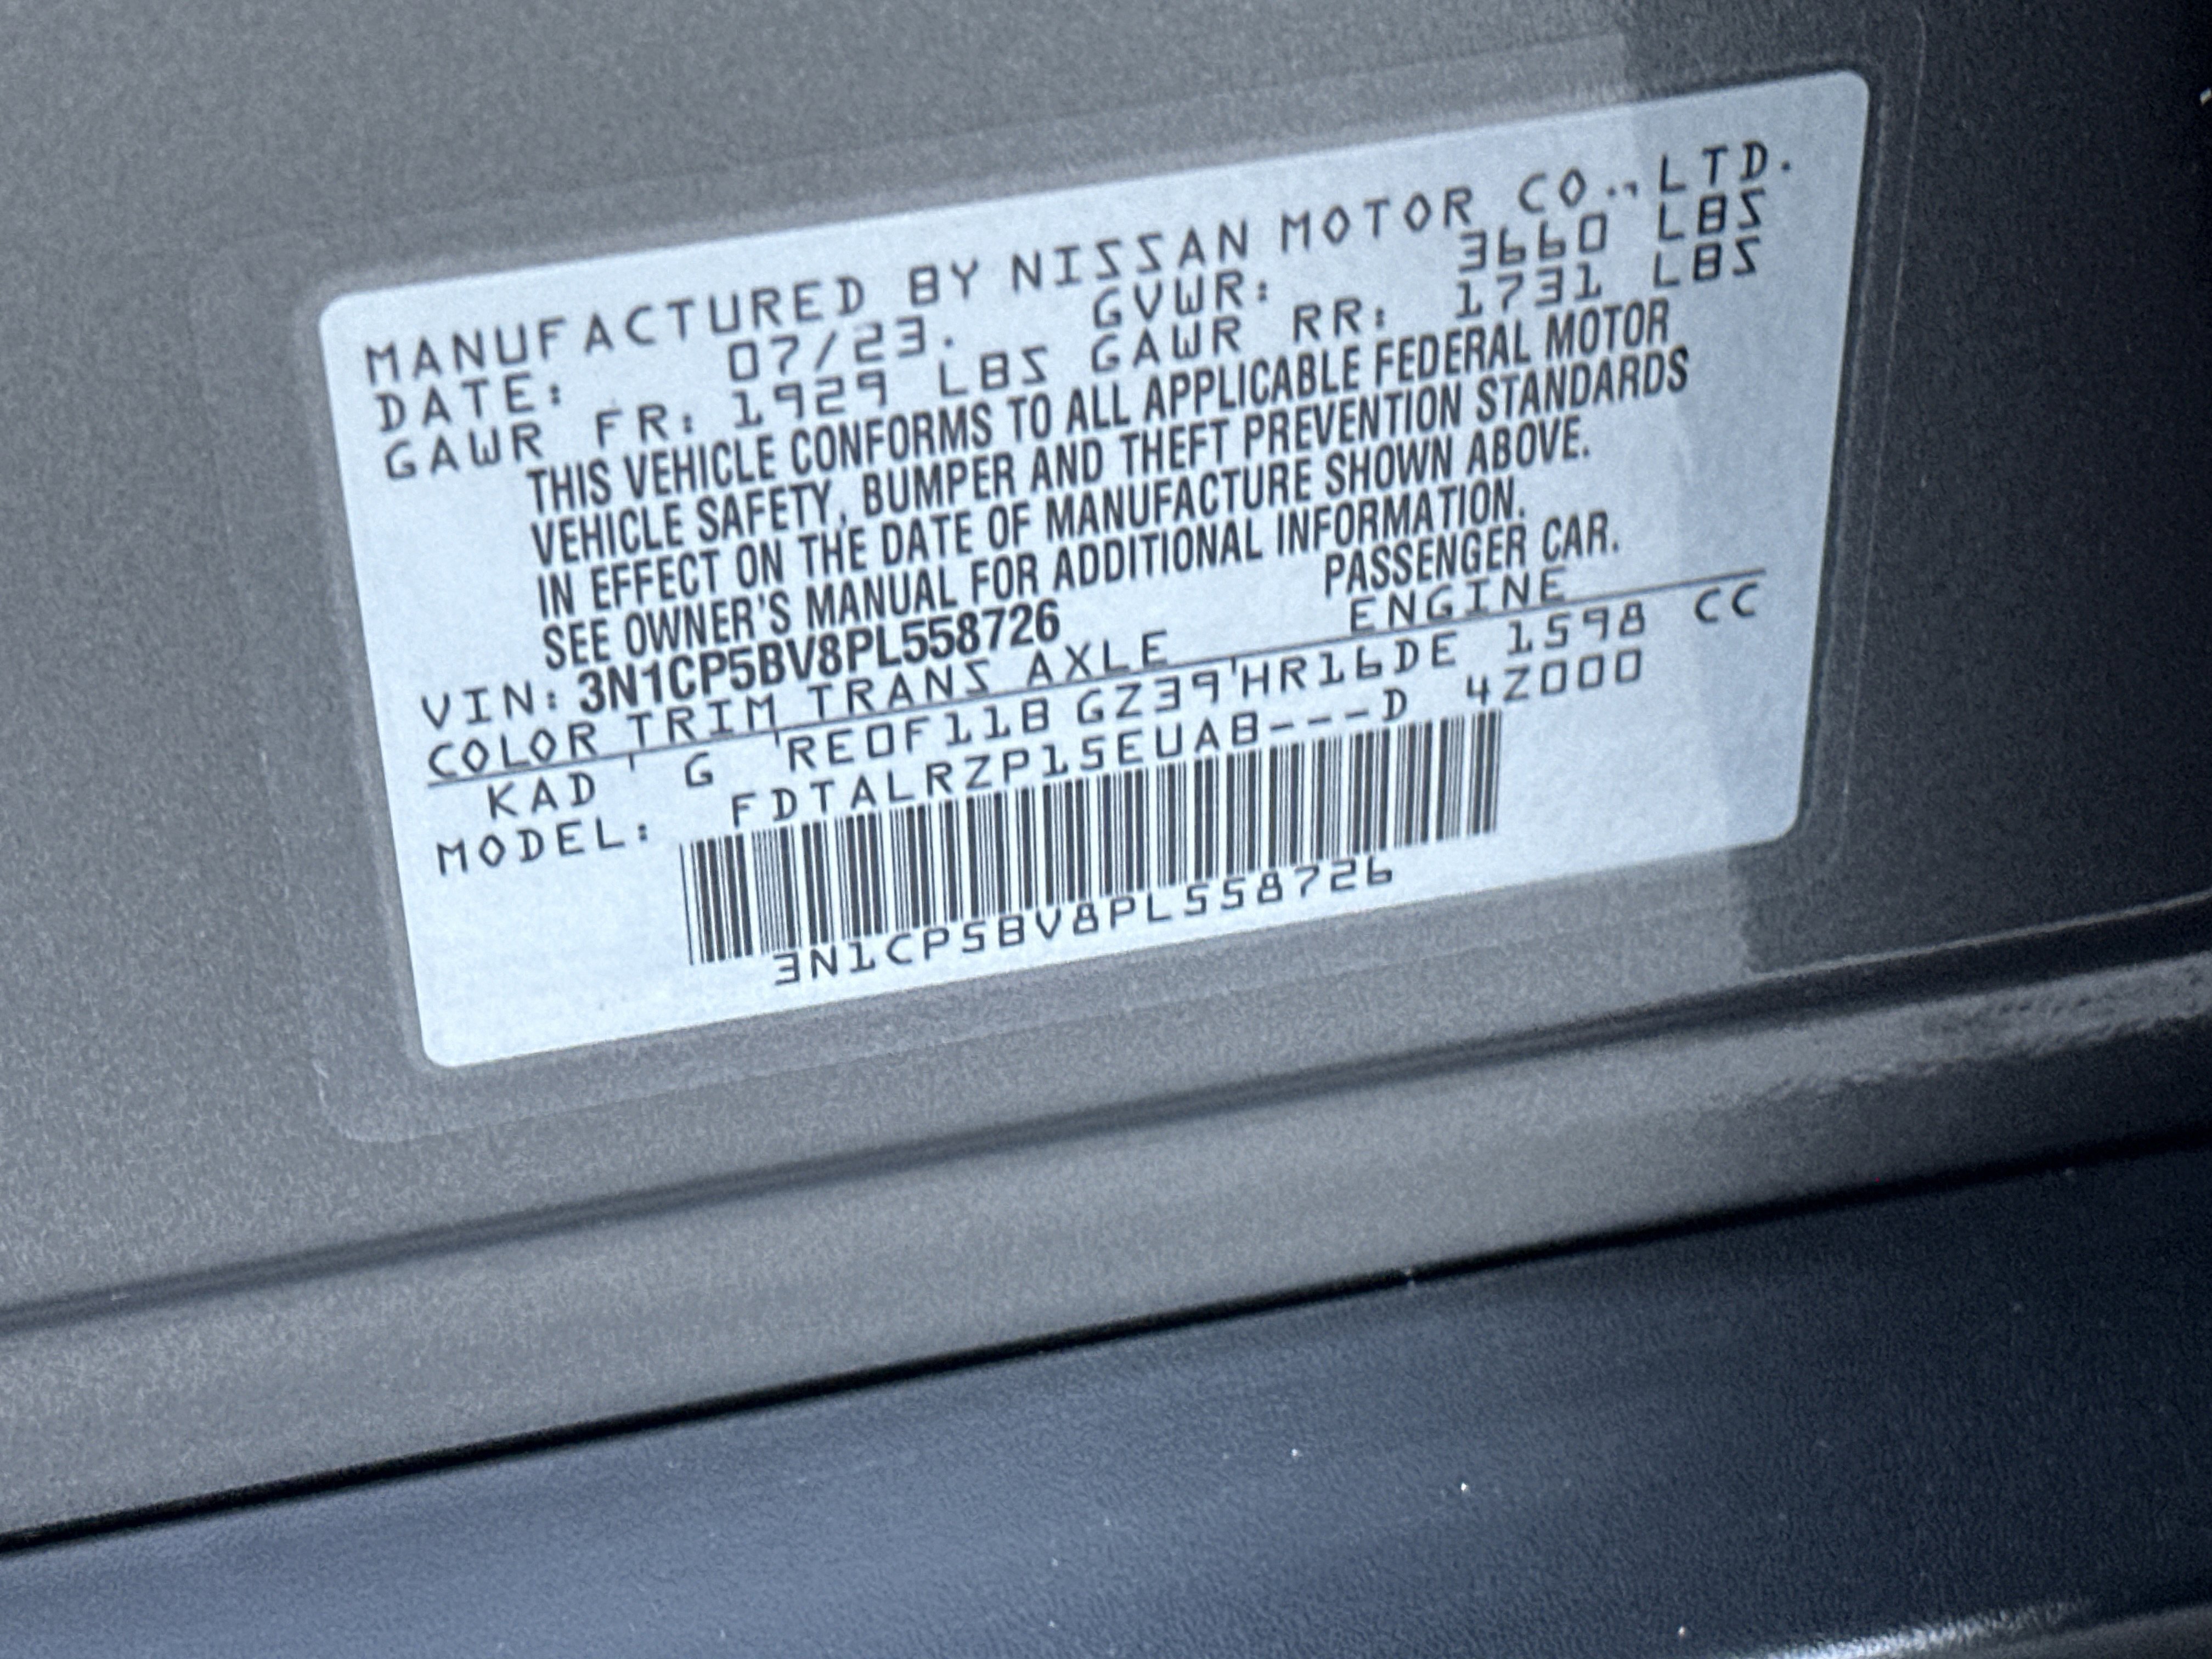 MANUFACTURED BY NISSAN MOTOR CO., LTD.
DATE: 07/23. GVWR: 3660 LBS
GAWR FR: 1929 LBS GAWR RR: 1731 LBS
THIS VEHICLE CONFORMS TO ALL APPLICABLE FEDERAL MOTOR
VEHICLE SAFETY, BUMPER AND THEFT PREVENTION STANDARDS
IN EFFECT ON THE DATE OF MANUFACTURE SHOWN ABOVE.
SEE OWNER'S MANUAL FOR ADDITIONAL INFORMATION.
VIN: 3N1CP5BV8PL558726 PASSENGER CAR.
COLOR TRIM TRANS AXLE ENGINE
KAD G RE0F11B GZ39 HR16DE 1598 CC
MODEL: FDTALRZP15EUAB---D 4Z000
3N1CP5BV8PL558726